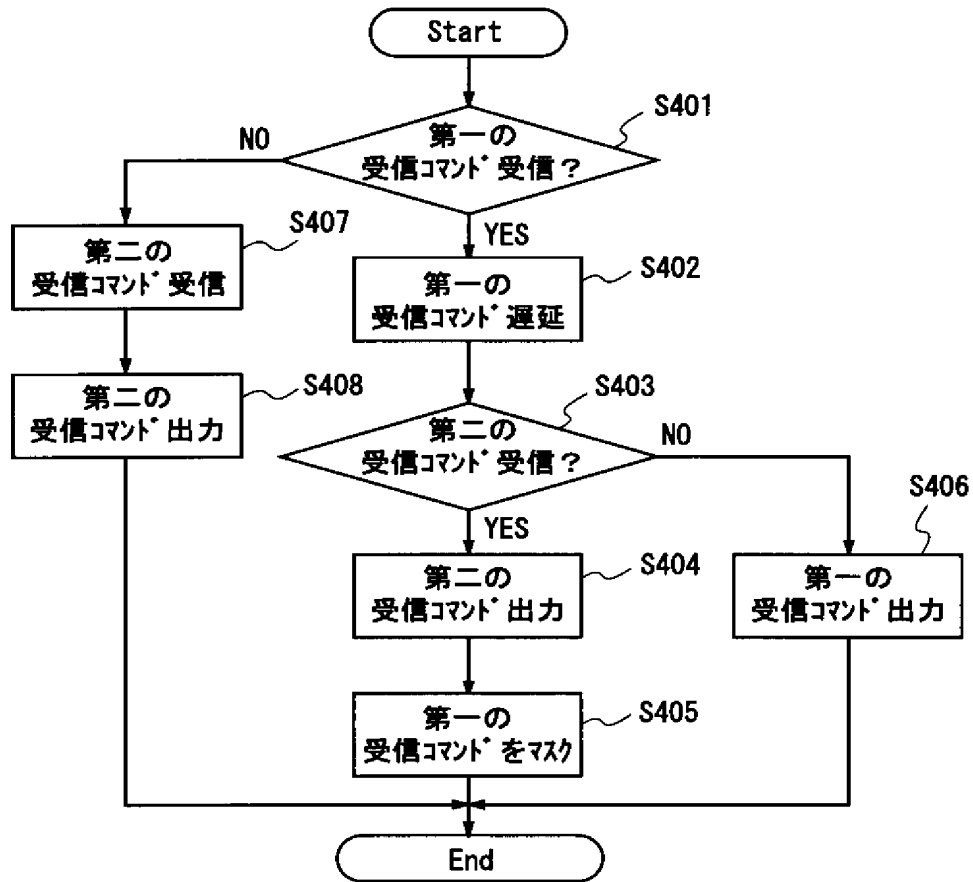 Start
S401
第一の
受信ｺﾏﾝﾄﾞ受信？
NO
YES
S407
第二の
受信ｺﾏﾝﾄﾞ受信
S402
第一の
受信ｺﾏﾝﾄﾞ遅延
S408
第二の
受信ｺﾏﾝﾄﾞ出力
S403
第二の
受信ｺﾏﾝﾄﾞ受信？
NO
YES
S406
第一の
受信ｺﾏﾝﾄﾞ出力
S404
第二の
受信ｺﾏﾝﾄﾞ出力
S405
第一の
受信ｺﾏﾝﾄﾞをﾏｽｸ
End